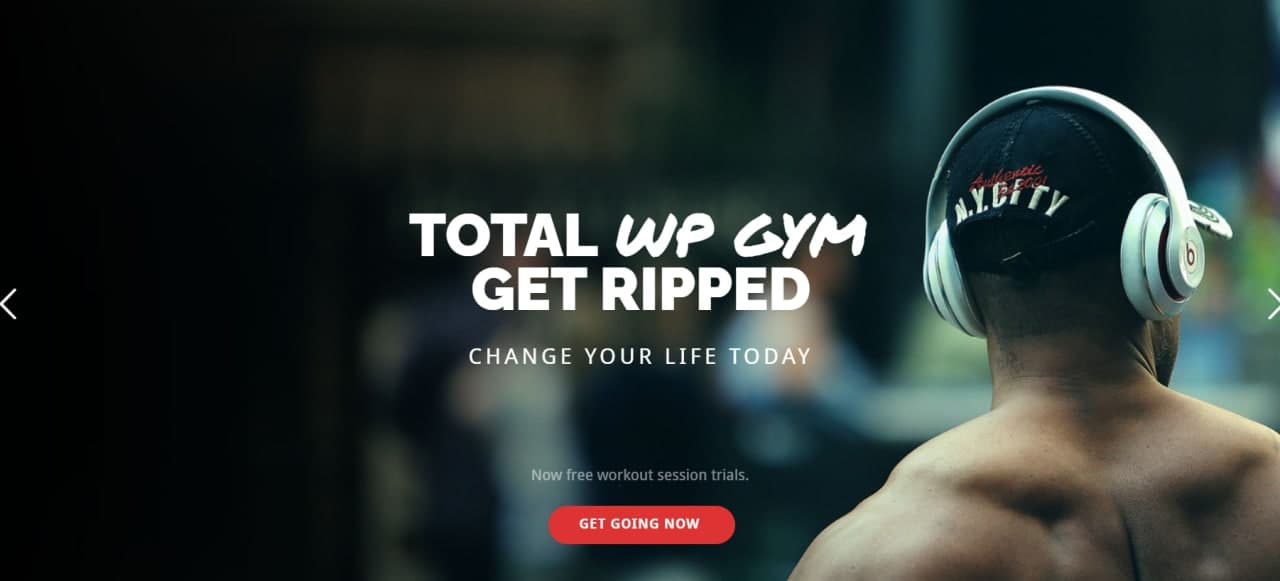 TOTAL WP GYM
GET RIPPED
CHANGE YOUR LIFE TODAY
Now free workout session trials.
GET GOING NOW
Authentic
N.Y.CITY
b